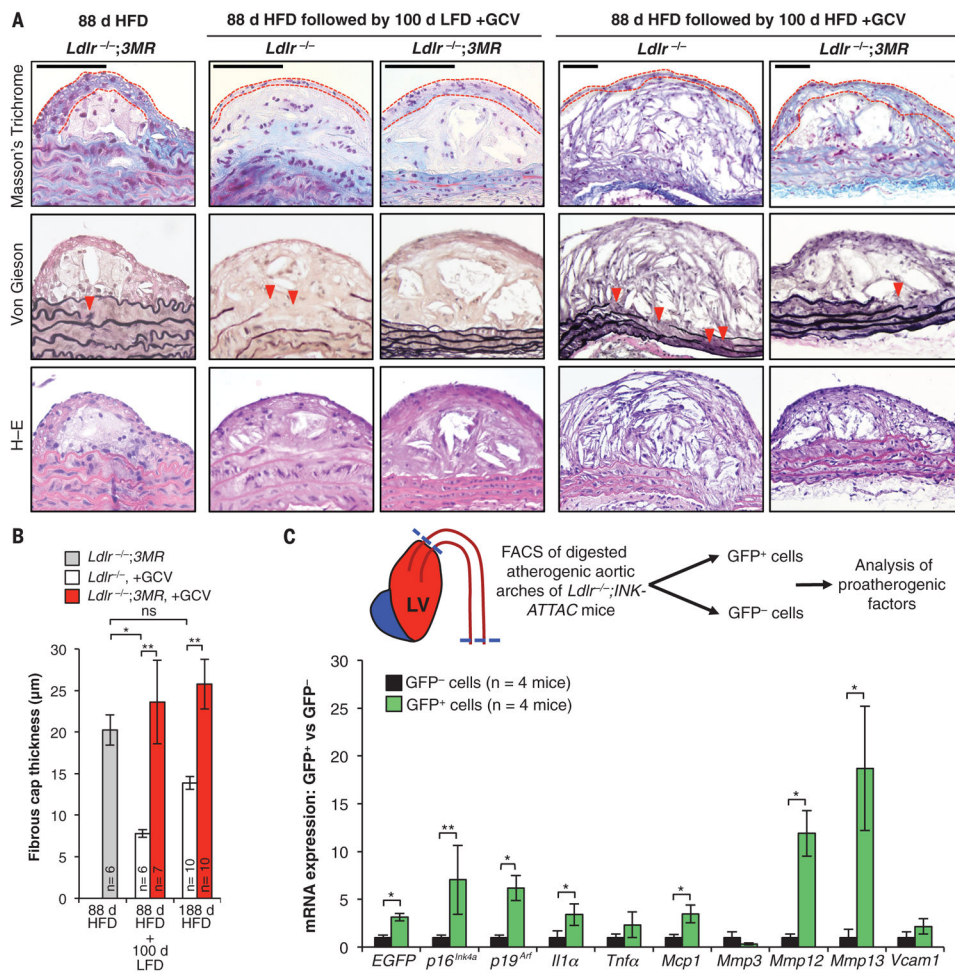 A
88 d HFD
88 d HFD followed by 100 d LFD +GCV
88 d HFD followed by 100 d HFD +GCV
Ldlr –/–;3MR
Ldlr –/–
Ldlr –/–;3MR
Ldlr –/–
Ldlr –/–;3MR
Masson's Trichrome
Von Gieson
H–E
B
Ldlr –/–;3MR
Ldlr–/–, +GCV
Ldlr –/–;3MR, +GCV
ns
*
**
**
Fibrous cap thickness (µm)
30
25
20
15
10
5
0
n= 6
n= 6
n= 7
n= 10
n= 10
88 d
HFD
88 d
HFD
+
100 d
LFD
188 d
HFD
C
LV
FACS of digested
atherogenic aortic
arches of Ldlr–/–;INK-
ATTAC mice
GFP+ cells
GFP– cells
Analysis of
proatherogenic
factors
mRNA expression: GFP+ vs GFP–
30
25
20
15
10
5
0
GFP– cells (n = 4 mice)
GFP+ cells (n = 4 mice)
*
**
*
*
*
*
*
EGFP
p16Ink4a
p19Arf
Il1α
Tnfα
Mcp1
Mmp3
Mmp12
Mmp13
Vcam1